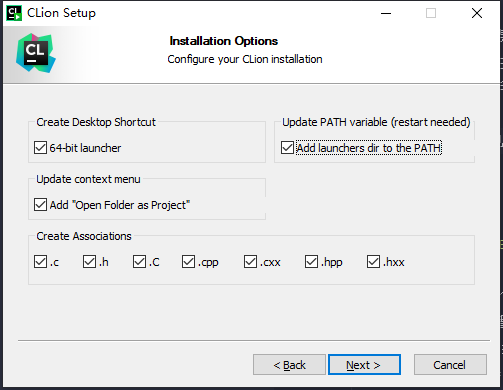 CLion Setup
CL
Installation Options
Configure your CLion installation
Create Desktop Shortcut
64-bit launcher
Update PATH variable (restart needed)
Add launchers dir to the PATH
Update context menu
Add "Open Folder as Project"
Create Associations
.c .h .C .cpp .cxx .hpp .hxx
< Back Next > Cancel